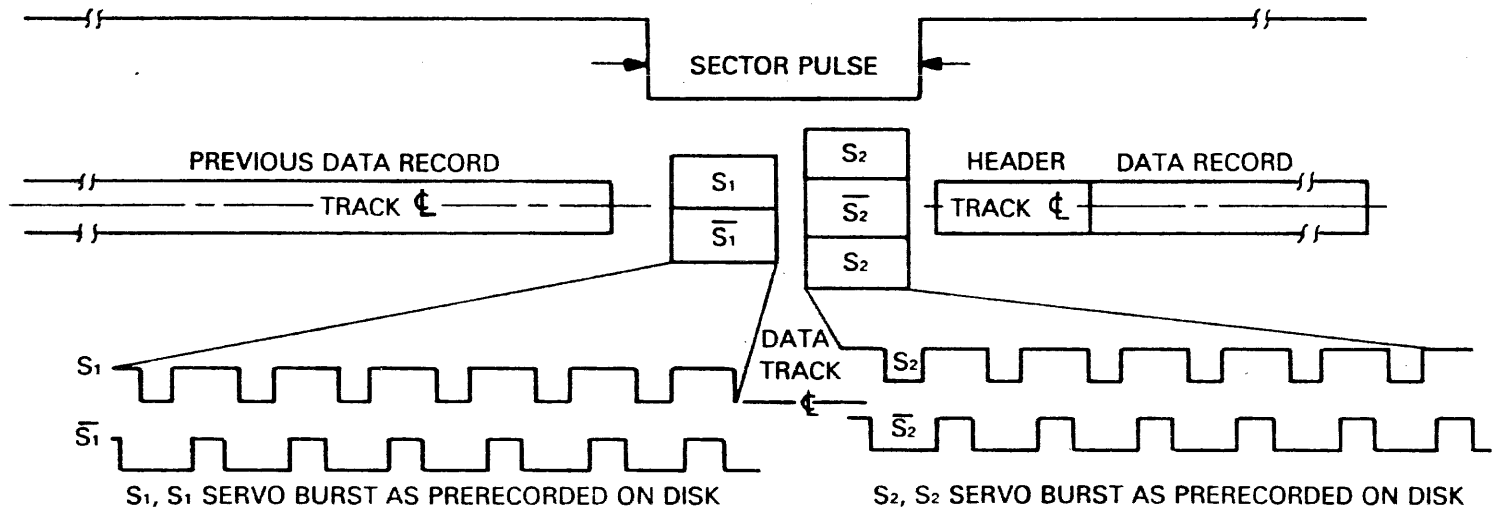 SECTOR PULSE
PREVIOUS DATA RECORD
TRACK ℄
S₁
S̅₁
S₂
S̅₂
S₂
HEADER
DATA RECORD
TRACK ℄
S₁
S̅₁
DATA
TRACK
℄
S₂
S̅₂
S₁, S₁ SERVO BURST AS PRERECORDED ON DISK
S₂, S₂ SERVO BURST AS PRERECORDED ON DISK